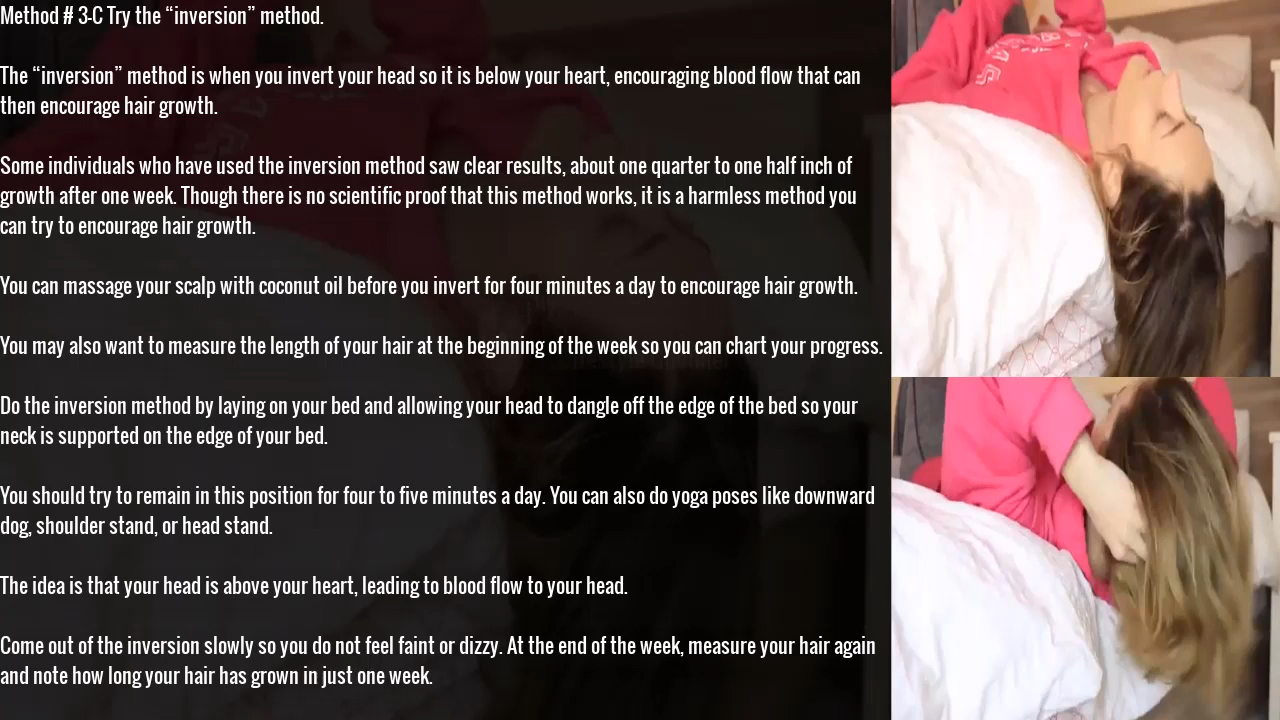 Method # 3-C Try the “inversion” method.
The “inversion” method is when you invert your head so it is below your heart, encouraging blood flow that can
then encourage hair growth.
Some individuals who have used the inversion method saw clear results, about one quarter to one half inch of
growth after one week. Though there is no scientific proof that this method works, it is a harmless method you
can try to encourage hair growth.
You can massage your scalp with coconut oil before you invert for four minutes a day to encourage hair growth.
You may also want to measure the length of your hair at the beginning of the week so you can chart your progress.
Do the inversion method by laying on your bed and allowing your head to dangle off the edge of the bed so your
neck is supported on the edge of your bed.
You should try to remain in this position for four to five minutes a day. You can also do yoga poses like downward
dog, shoulder stand, or head stand.
The idea is that your head is above your heart, leading to blood flow to your head.
Come out of the inversion slowly so you do not feel faint or dizzy. At the end of the week, measure your hair again
and note how long your hair has grown in just one week.